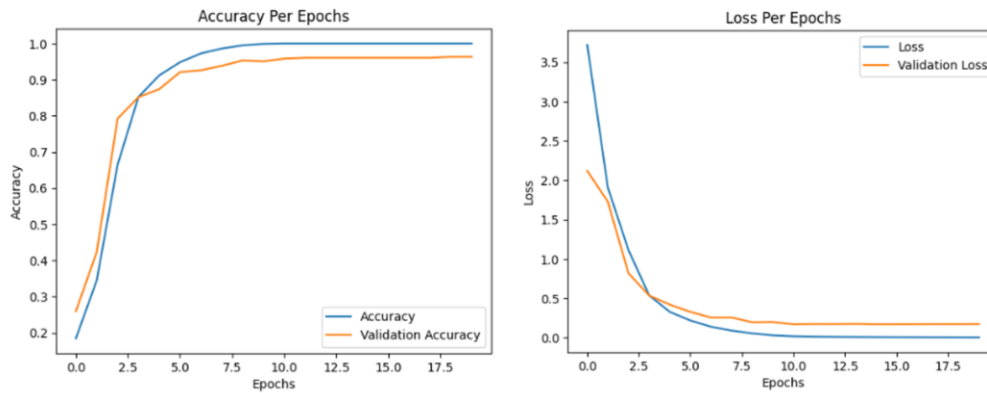 Accuracy Per Epochs
1.0
0.9
0.8
0.7
0.6
0.5
0.4
0.3
0.2
Accuracy
Accuracy
Validation Accuracy
0.0 2.5 5.0 7.5 10.0 12.5 15.0 17.5
Epochs
Loss Per Epochs
3.5
3.0
2.5
2.0
1.5
1.0
0.5
0.0
Loss
Loss
Validation Loss
0.0 2.5 5.0 7.5 10.0 12.5 15.0 17.5
Epochs